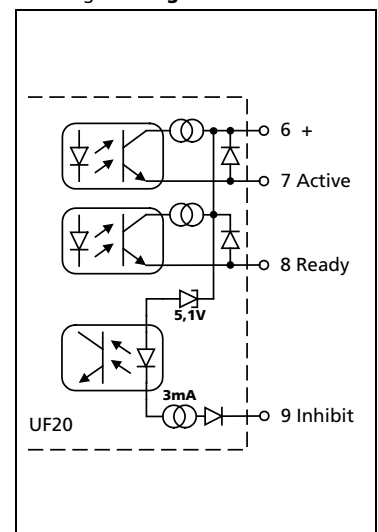 6 +
7 Active
8 Ready
5,1V
3mA
9 Inhibit
UF20